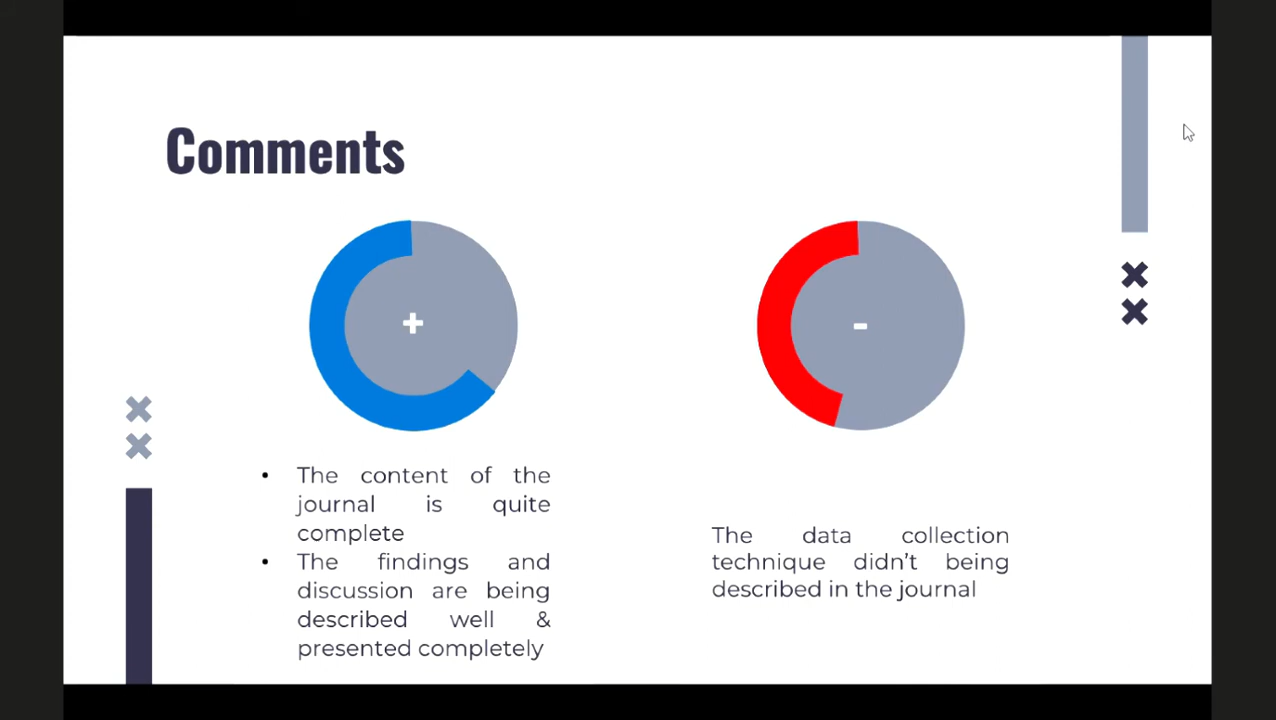 Comments
+
-
• The content of the
journal is quite
complete
• The findings and
discussion are being
described well &
presented completely
The data collection
technique didn't being
described in the journal